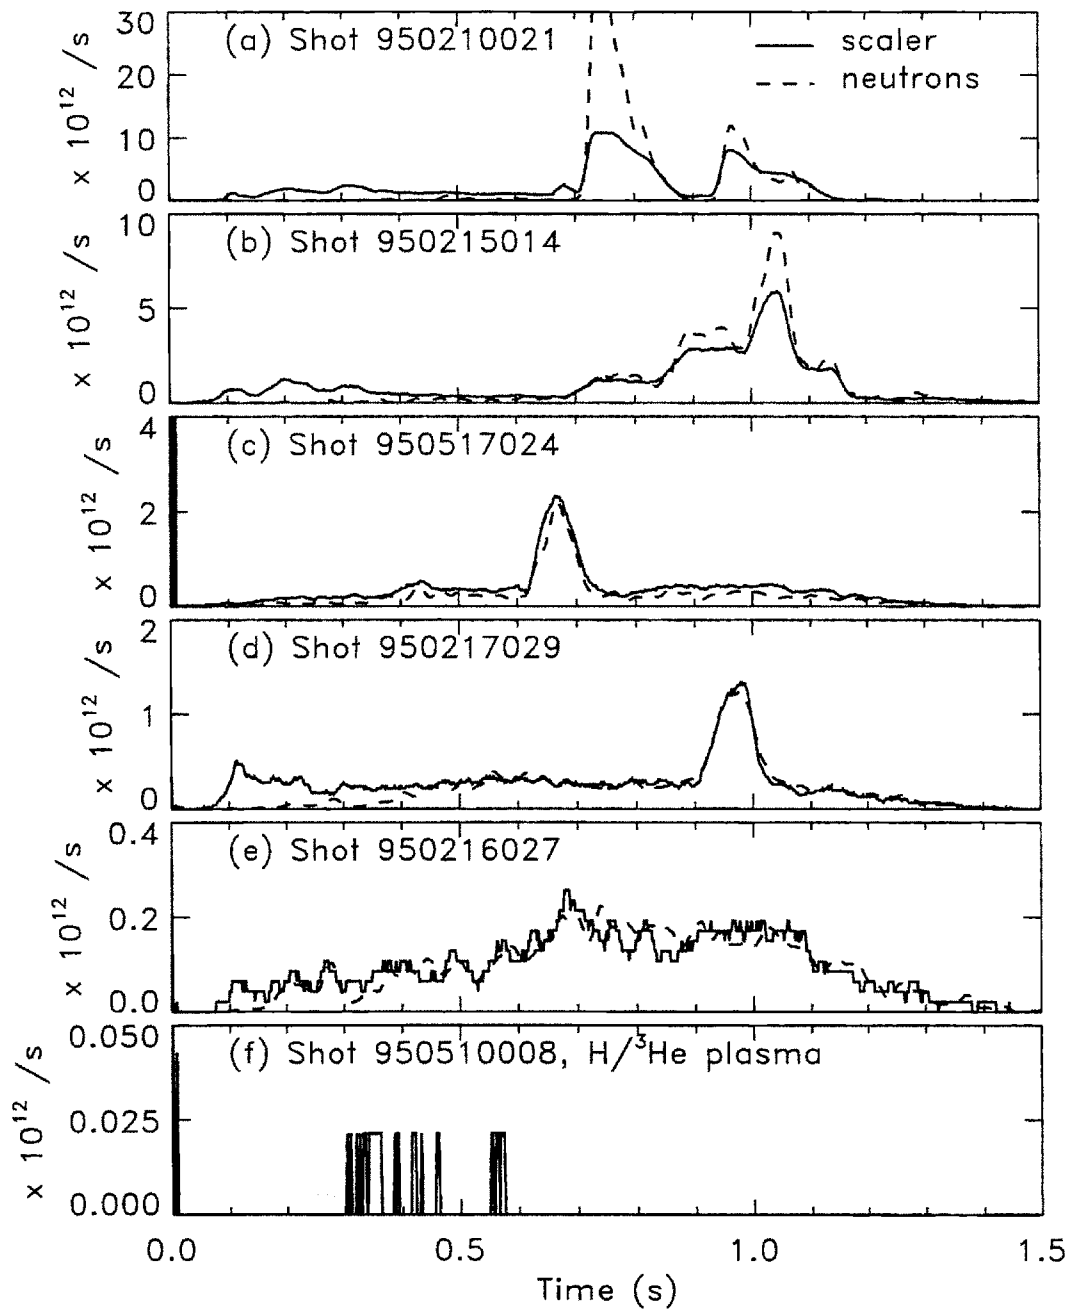 (a) Shot 950210021
scaler
neutrons
x 10¹² /s
30
20
10
0
(b) Shot 950215014
x 10¹² /s
10
5
0
(c) Shot 950517024
x 10¹² /s
4
2
0
(d) Shot 950217029
x 10¹² /s
2
1
0
(e) Shot 950216027
x 10¹² /s
0.4
0.2
0.0
(f) Shot 950510008, H/³He plasma
x 10¹² /s
0.050
0.025
0.000
0.0 0.5 1.0 1.5
Time (s)